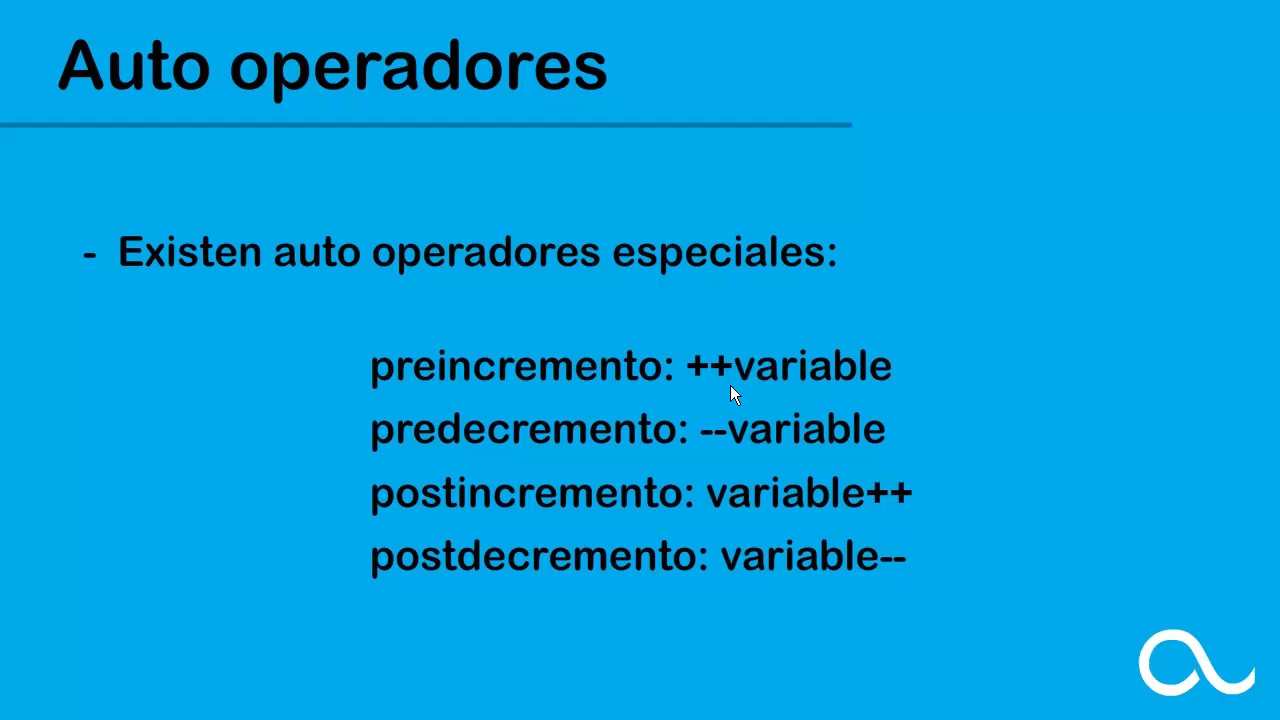 Auto operadores
- Existen auto operadores especiales:
preincremento: ++variable
predecremento: --variable
postincremento: variable++
postdecremento: variable--